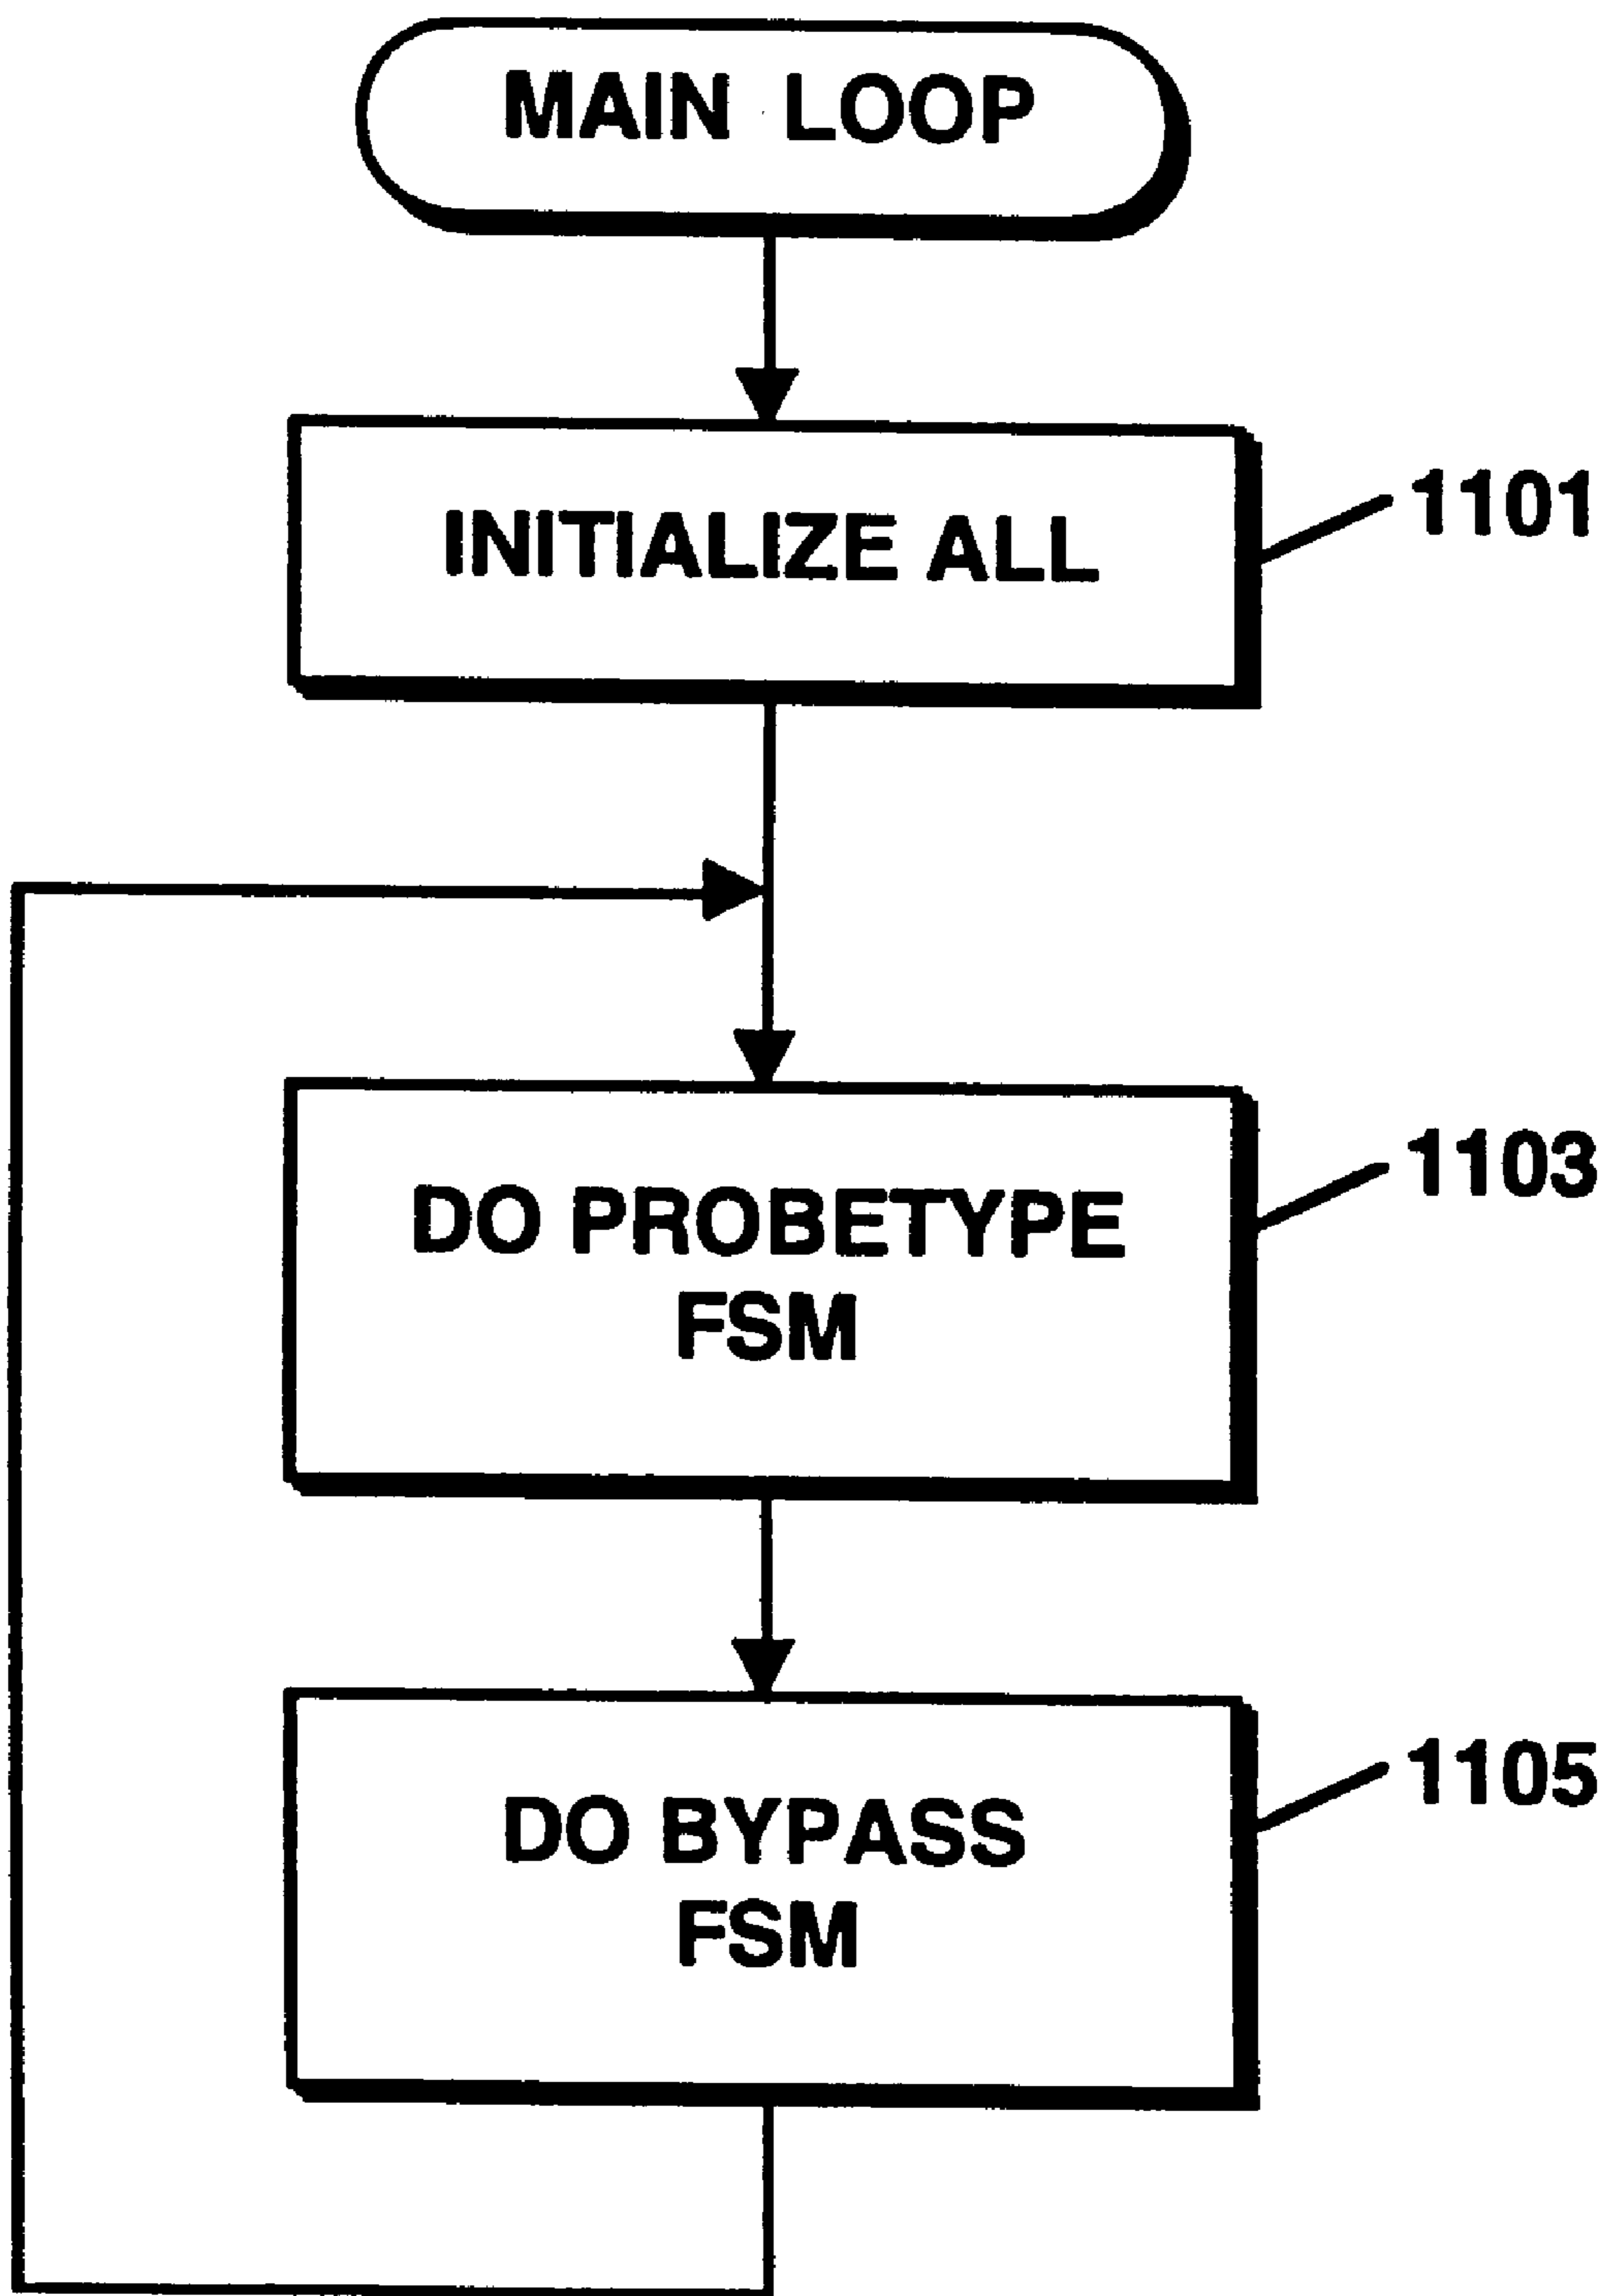 MAIN LOOP
INITIALIZE ALL
1101
DO PROBETYPE
FSM
1103
DO BYPASS
FSM
1105